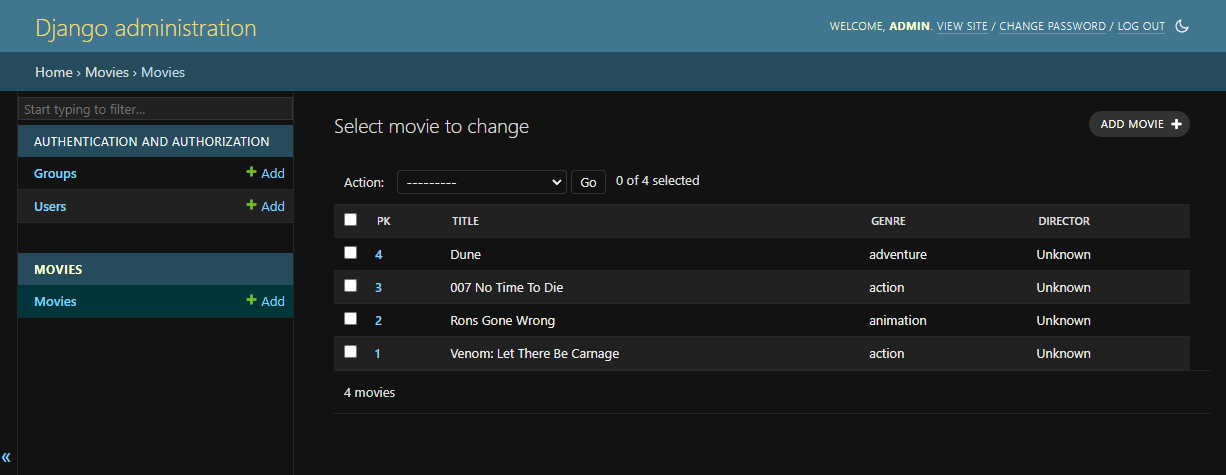 Django administration
WELCOME, ADMIN. VIEW SITE / CHANGE PASSWORD / LOG OUT
Home › Movies › Movies
Start typing to filter...
AUTHENTICATION AND AUTHORIZATION
Groups + Add
Users + Add
MOVIES
Movies + Add
«
Select movie to change
ADD MOVIE +
Action: --------- Go 0 of 4 selected
PK TITLE GENRE DIRECTOR
4 Dune adventure Unknown
3 007 No Time To Die action Unknown
2 Rons Gone Wrong animation Unknown
1 Venom: Let There Be Carnage action Unknown
4 movies